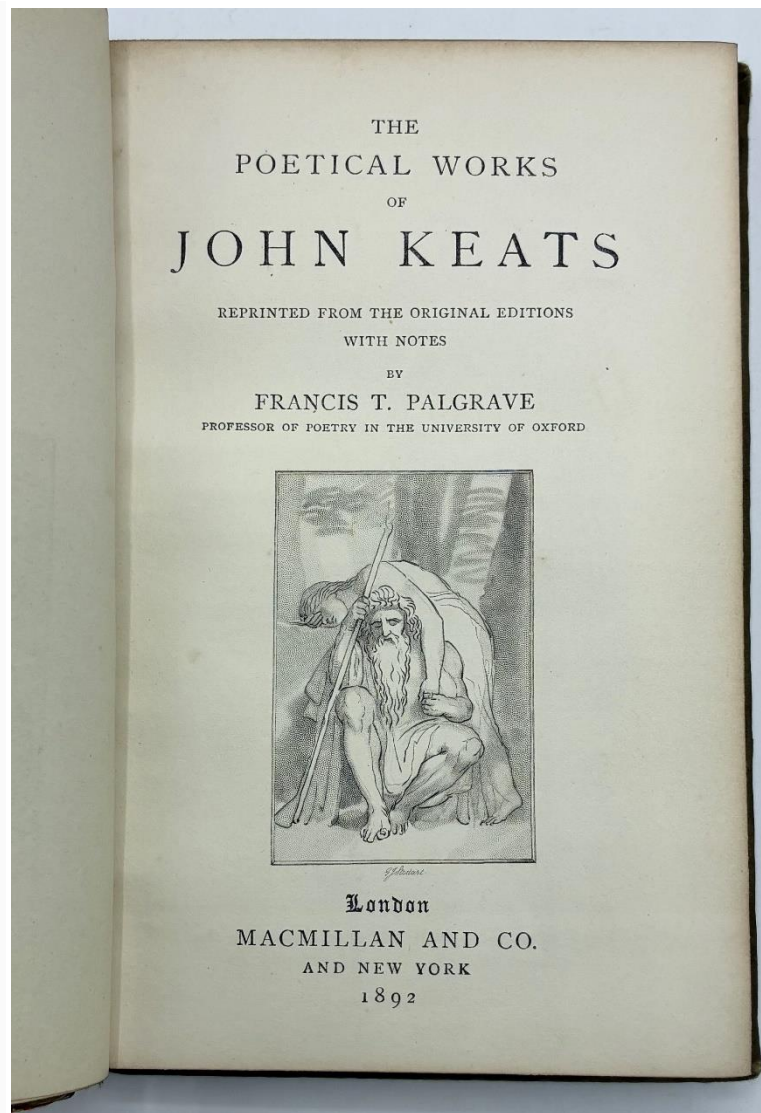 THE
POETICAL WORKS
OF
JOHN KEATS
REPRINTED FROM THE ORIGINAL EDITIONS
WITH NOTES
BY
FRANCIS T. PALGRAVE
PROFESSOR OF POETRY IN THE UNIVERSITY OF OXFORD
London
MACMILLAN AND CO.
AND NEW YORK
1892